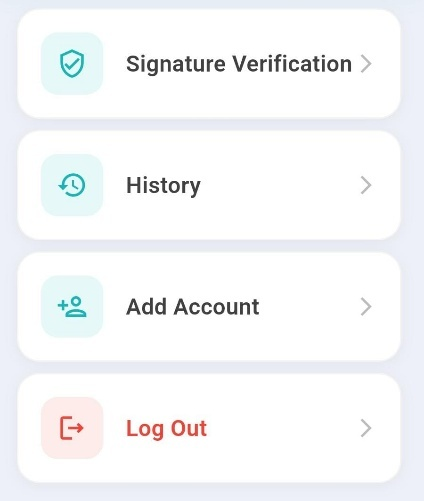 Signature Verification
History
Add Account
Log Out